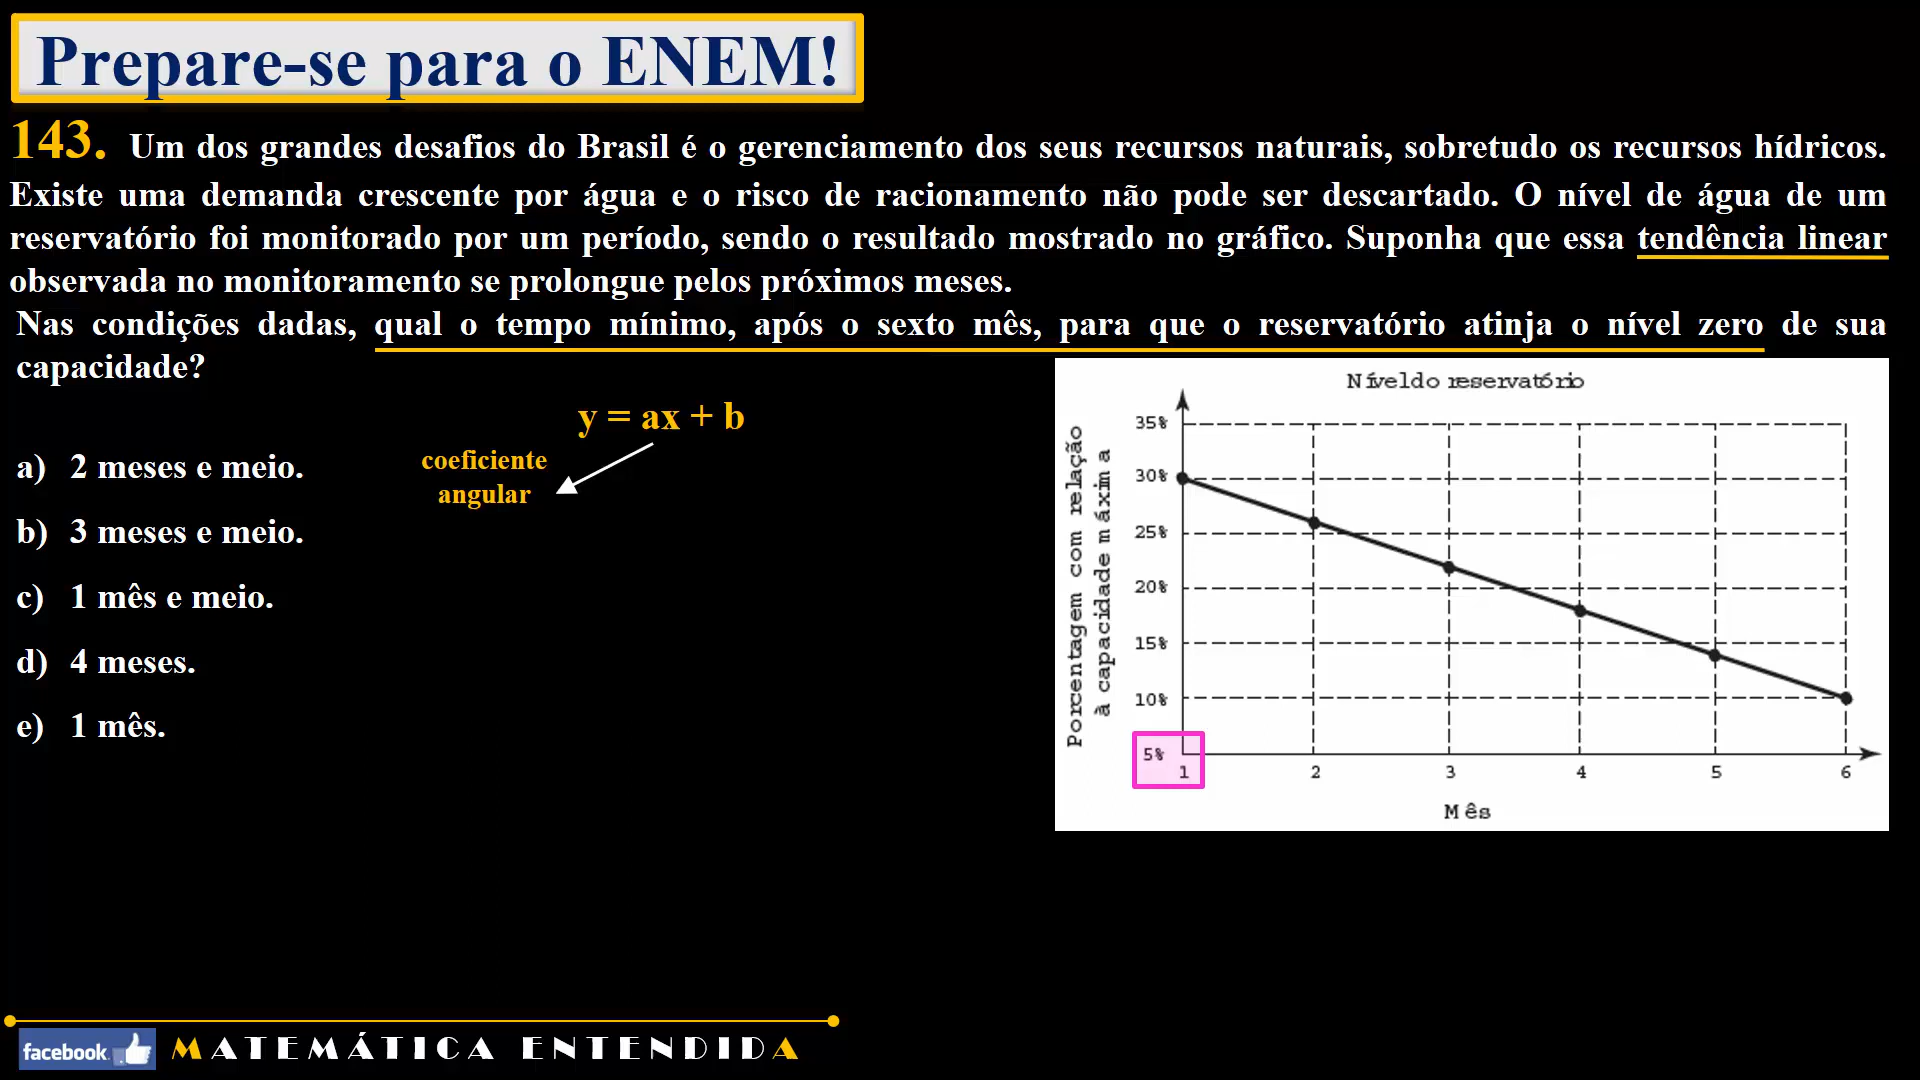 Prepare-se para o ENEM!
143. Um dos grandes desafios do Brasil é o gerenciamento dos seus recursos naturais, sobretudo os recursos hídricos.
Existe uma demanda crescente por água e o risco de racionamento não pode ser descartado. O nível de água de um
reservatório foi monitorado por um período, sendo o resultado mostrado no gráfico. Suponha que essa tendência linear
observada no monitoramento se prolongue pelos próximos meses.
Nas condições dadas, qual o tempo mínimo, após o sexto mês, para que o reservatório atinja o nível zero de sua
capacidade?
y = ax + b
coeficiente
angular
a) 2 meses e meio.
b) 3 meses e meio.
c) 1 mês e meio.
d) 4 meses.
e) 1 mês.
Nível do reservatório
Porcentagem com relação
à capacidade máxima
35%
30%
25%
20%
15%
10%
5%
1 2 3 4 5 6
Mês
facebook
MATEMÁTICA ENTENDIDA